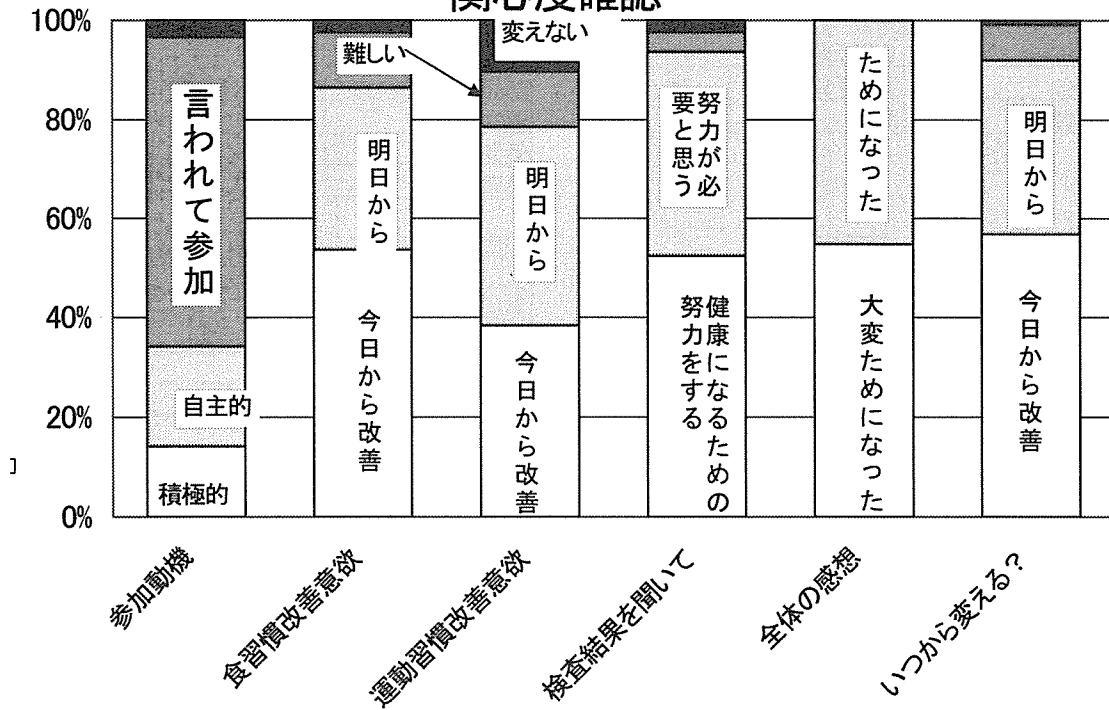 関心度確認
100%
80%
60%
40%
20%
0%
言われて参加
自主的
積極的
難しい
明日から
今日から改善
変えない
明日から
今日から改善
努力が必
要と思う
健康になるための
努力をする
ためになった
大変ためになった
明日から
今日から改善
参加動機
食習慣改善意欲
運動習慣改善意欲
検査結果を聞いて
全体の感想
いつから変える？